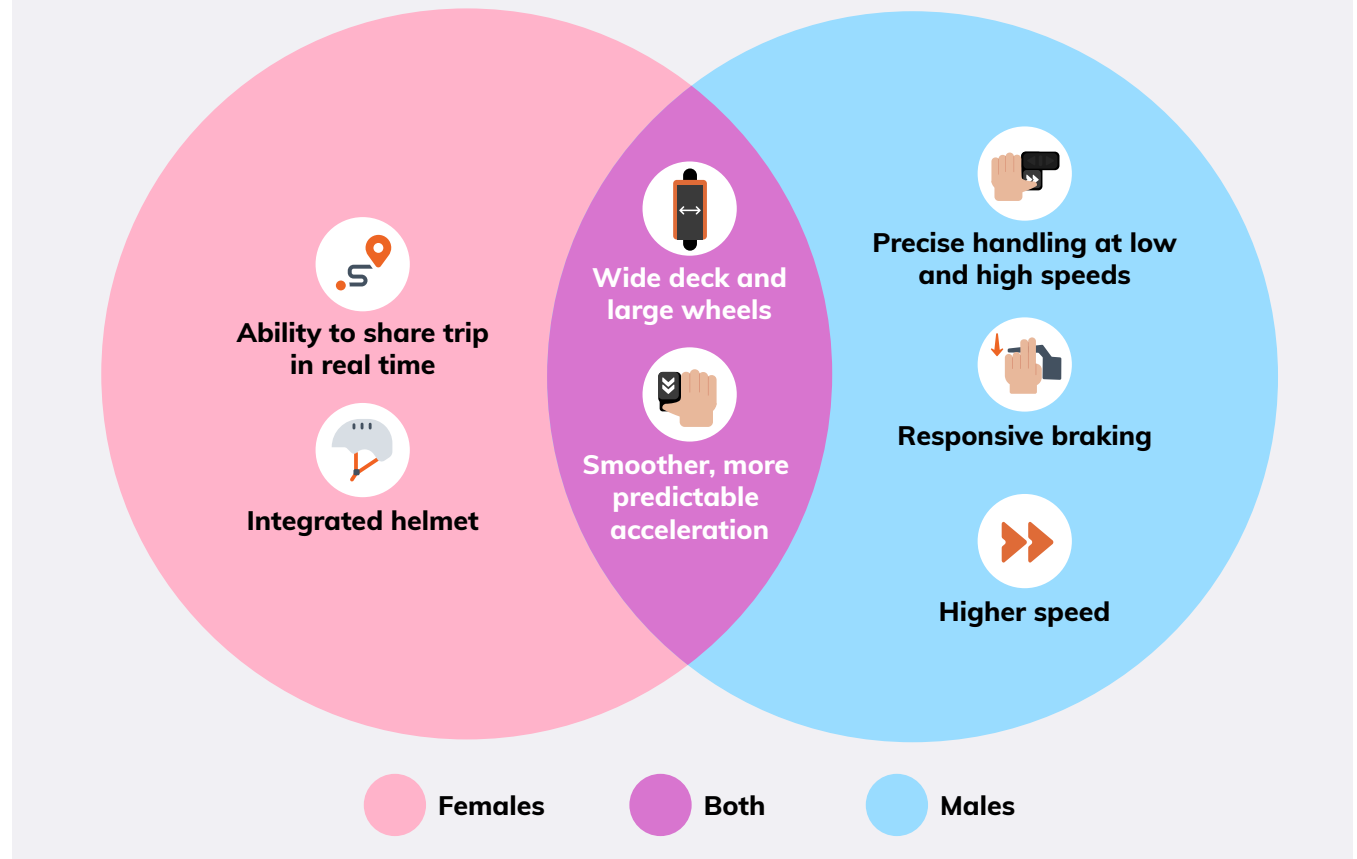 Ability to share trip
in real time
Integrated helmet
Wide deck and
large wheels
Smoother, more
predictable
acceleration
Precise handling at low
and high speeds
Responsive braking
Higher speed
Females
Both
Males